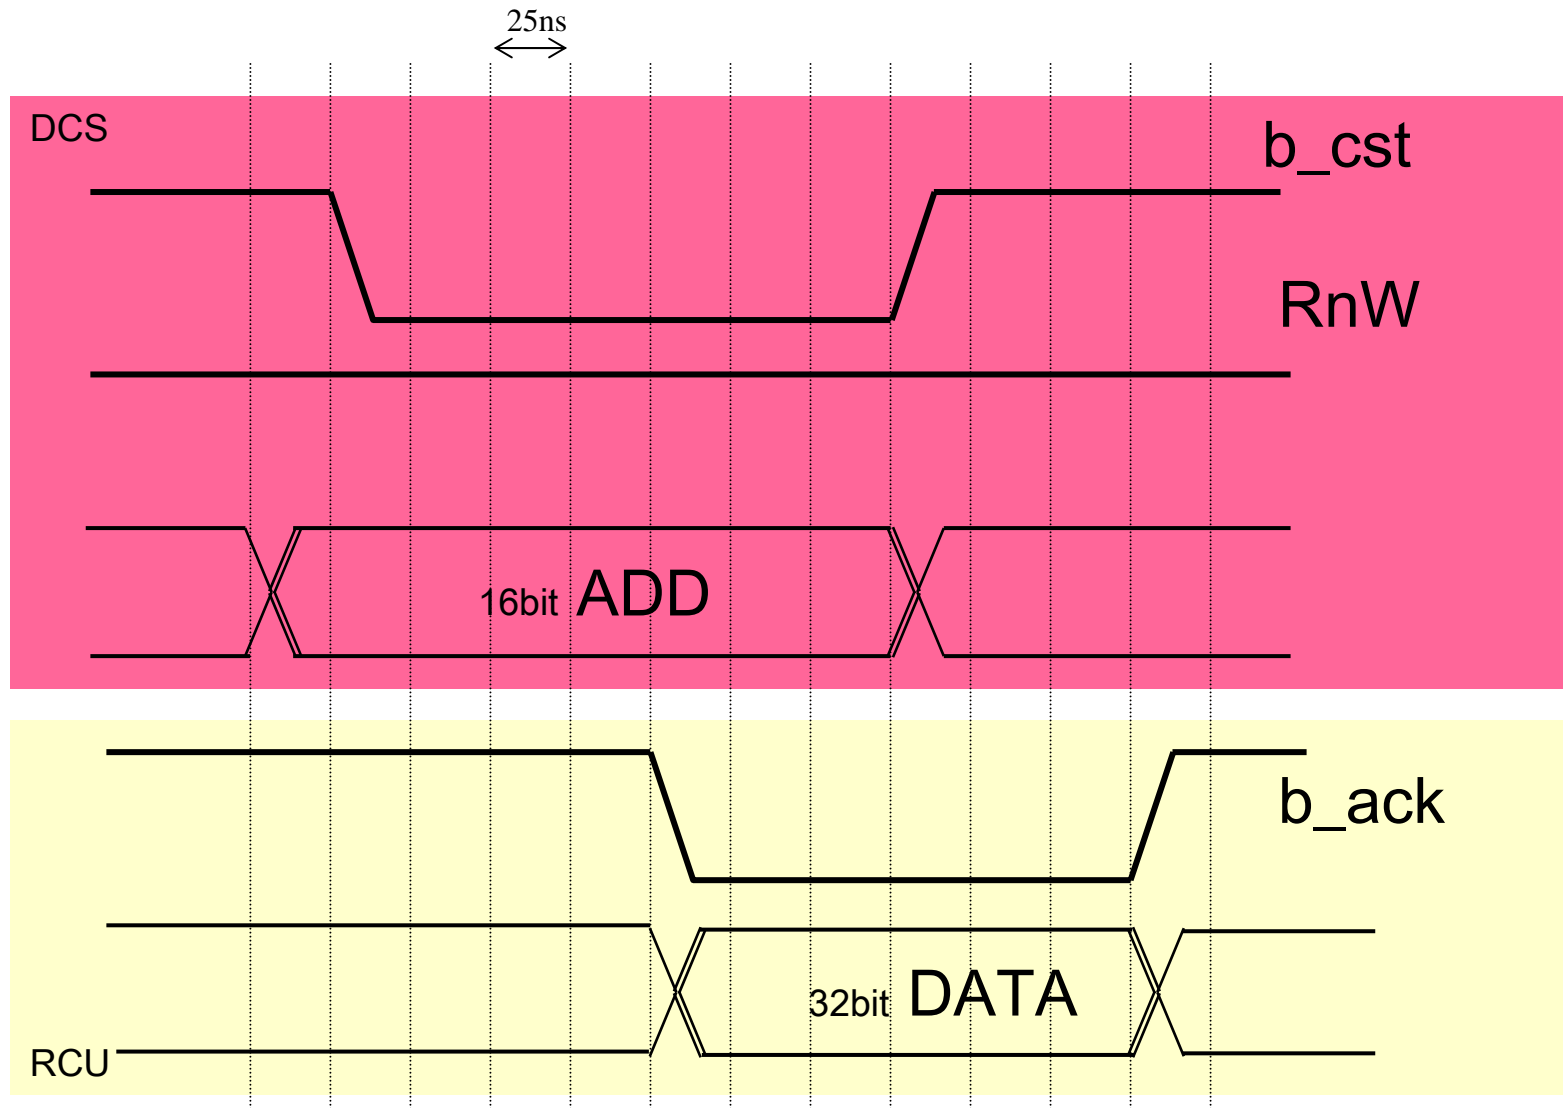 25ns
DCS
b_cst
RnW
16bit ADD
b_ack
32bit DATA
RCU